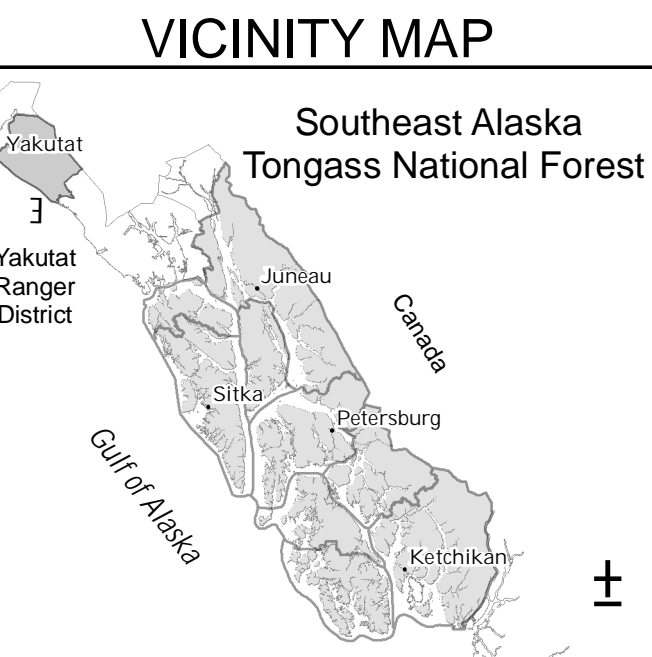 VICINITY MAP
Southeast Alaska
Tongass National Forest
Yakutat
Yakutat
Ranger
District
Juneau
Canada
Sitka
Petersburg
Gulf of Alaska
Ketchikan